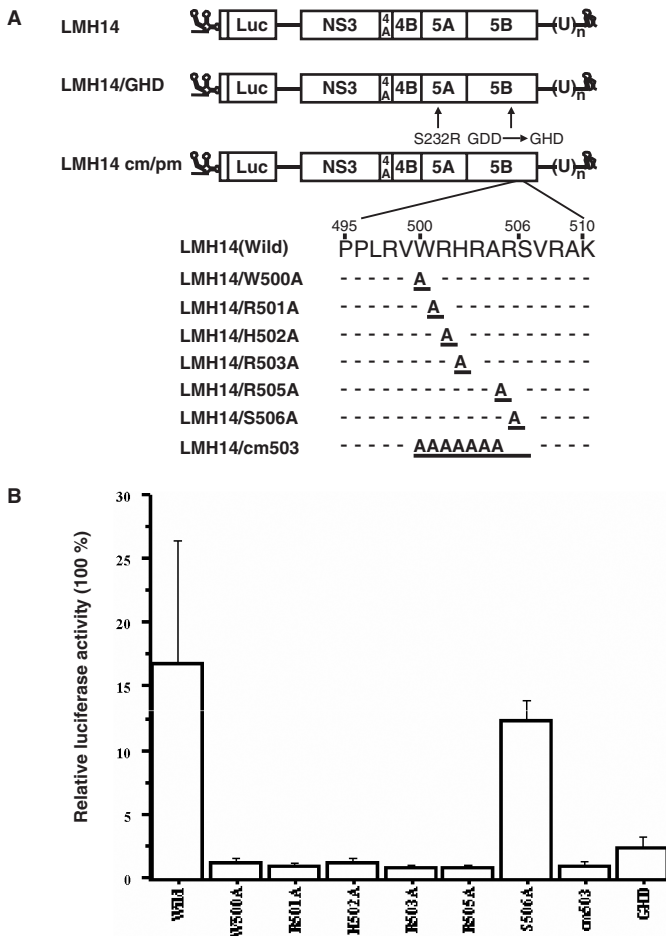 A
LMH14
Luc NS3 4A 4B 5A 5B (U)n
LMH14/GHD
Luc NS3 4A 4B 5A 5B (U)n
S232R GDD GHD
LMH14 cm/pm
Luc NS3 4A 4B 5A 5B (U)n
495 500 506 510
LMH14(Wild) PPLRVWRHRARSVRAK
LMH14/W500A - - - - - A - - - - - - - - - -
LMH14/R501A - - - - - - A - - - - - - - - -
LMH14/H502A - - - - - - - A - - - - - - - -
LMH14/R503A - - - - - - - - A - - - - - - -
LMH14/R505A - - - - - - - - - - A - - - - -
LMH14/S506A - - - - - - - - - - - A - - - -
LMH14/cm503 - - - - - AAAAAAA - - - -
B
Relative luciferase activity (100 %)
30
25
20
15
10
5
0
Wild W500A R501A H502A R503A R505A S506A cm503 GHD